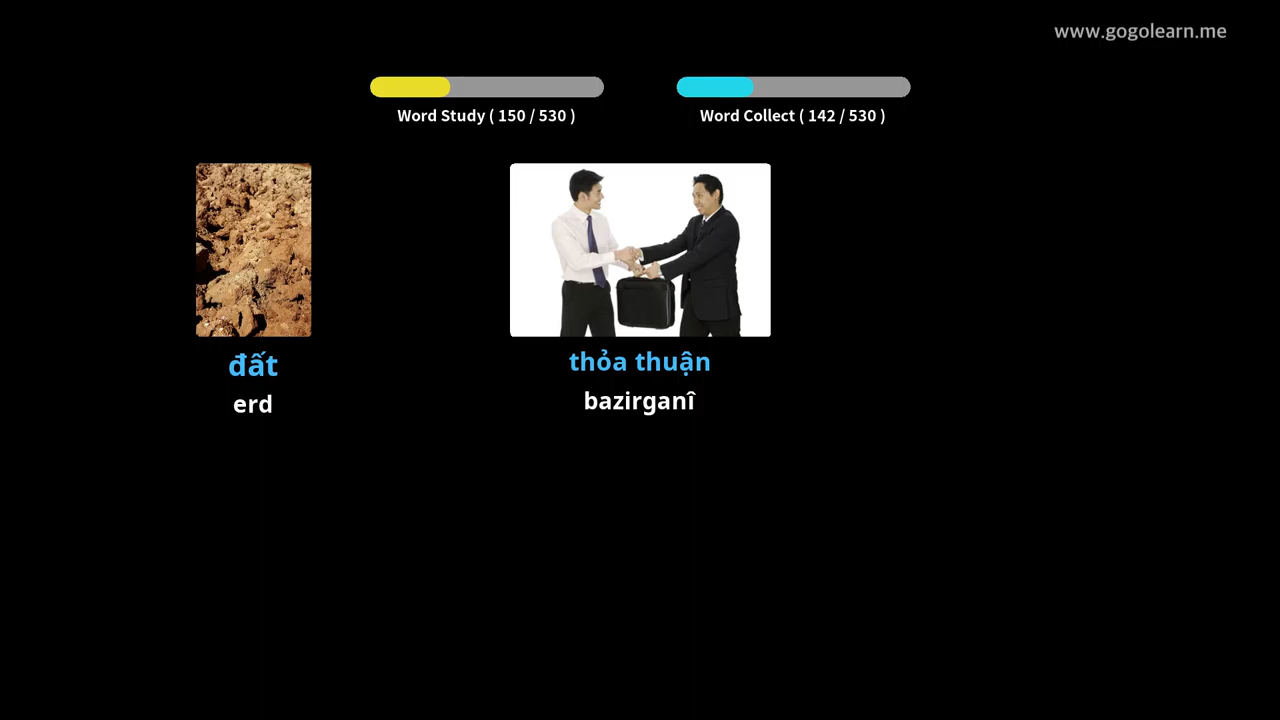 www.gogolearn.me
Word Study ( 150 / 530 )
Word Collect ( 142 / 530 )
đất
erd
thỏa thuận
bazirganî